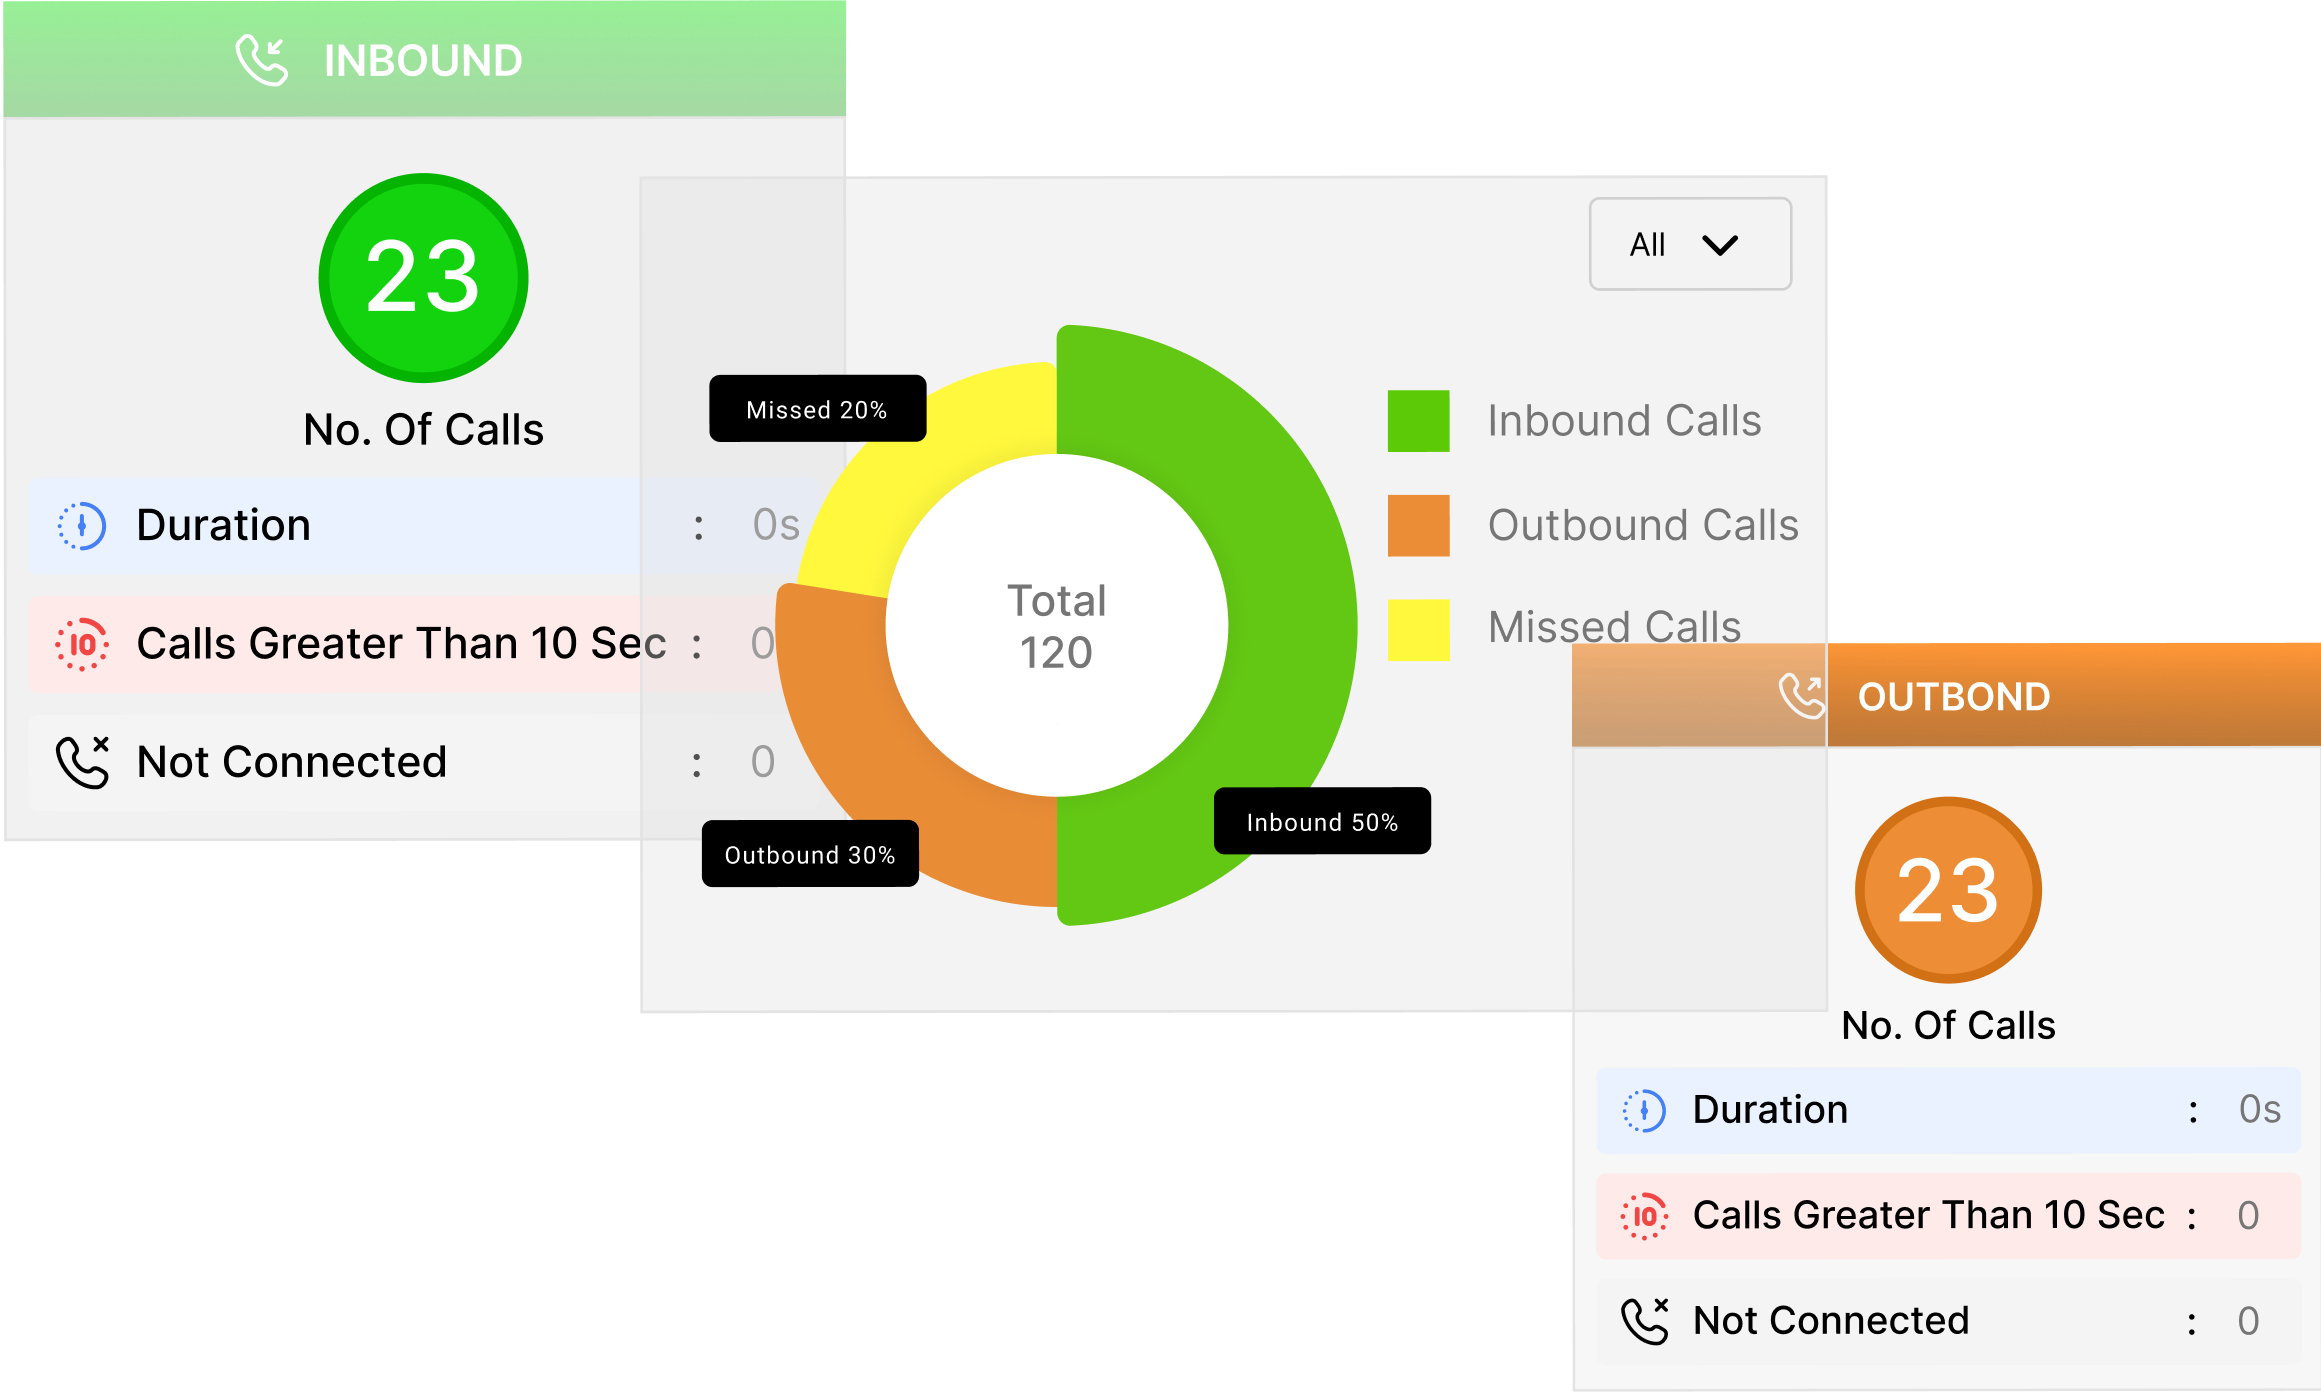 INBOUND
23
No. Of Calls
Duration : 0s
10 Calls Greater Than 10 Sec : 0
Not Connected : 0
All
Missed 20%
Outbound 30%
Inbound 50%
Total
120
Inbound Calls
Outbound Calls
Missed Calls
OUTBOND
23
No. Of Calls
Duration : 0s
10 Calls Greater Than 10 Sec : 0
Not Connected : 0